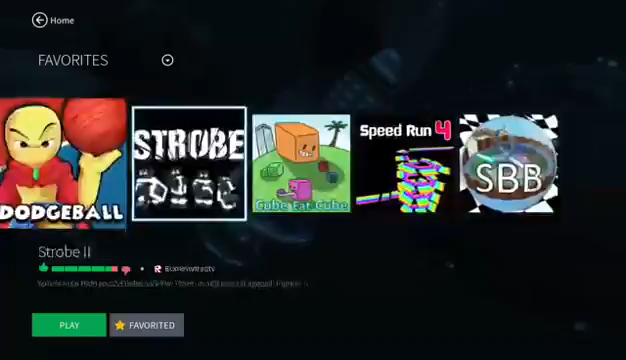 Home
FAVORITES
DODGEBALL
STROBE
Cube Eat Cube
Speed Run 4
SBB
Strobe II
PLAY
FAVORITED